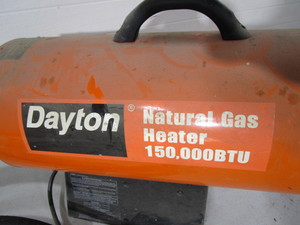 Dayton®
Natural Gas
Heater
150,000BTU